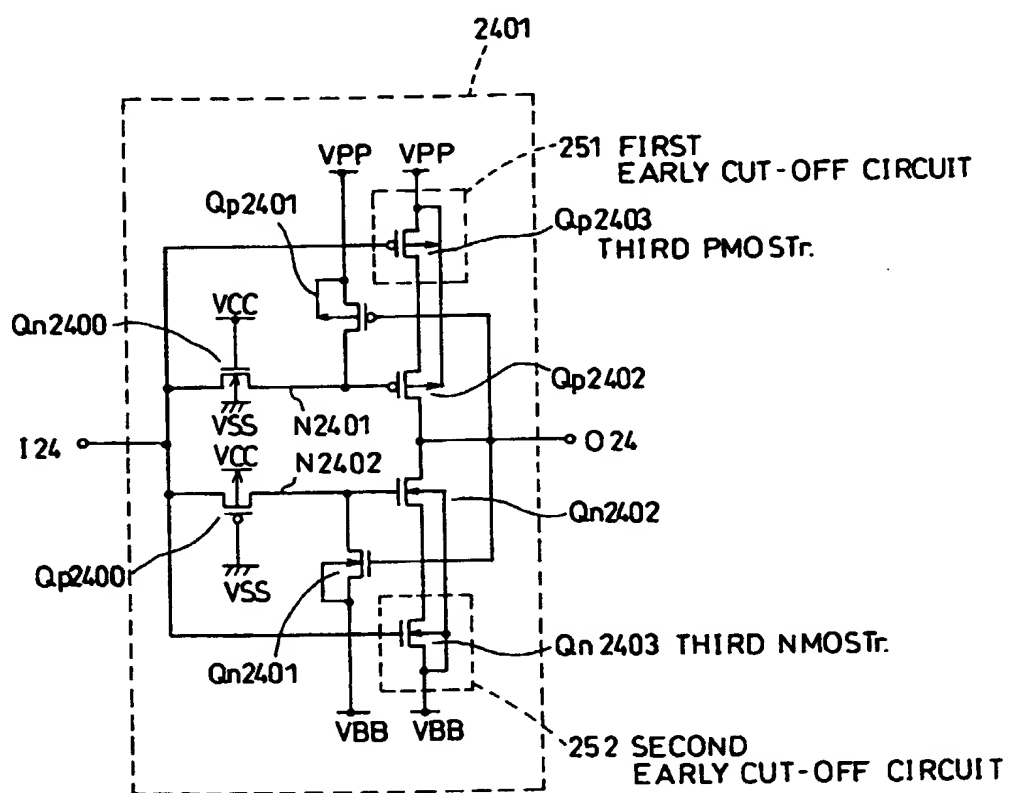 2401
VPP VPP
251 FIRST
EARLY CUT-OFF CIRCUIT
Qp2401
Qp2403
THIRD PMOSTr.
VCC
Qn2400
Qp2402
VSS
N2401
I24
O24
VCC
N2402
Qn2402
Qp2400
VSS
Qn2401
Qn2403 THIRD NMOSTr.
VBB VBB
252 SECOND
EARLY CUT-OFF CIRCUIT